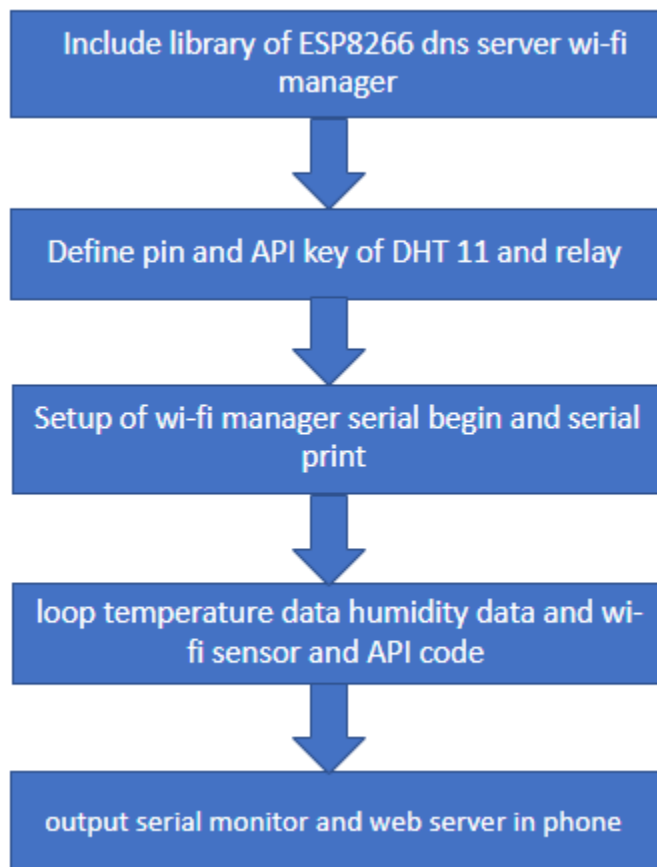 Include library of ESP8266 dns server wi-fi
manager
Define pin and API key of DHT 11 and relay
Setup of wi-fi manager serial begin and serial
print
loop temperature data humidity data and wi-
fi sensor and API code
output serial monitor and web server in phone